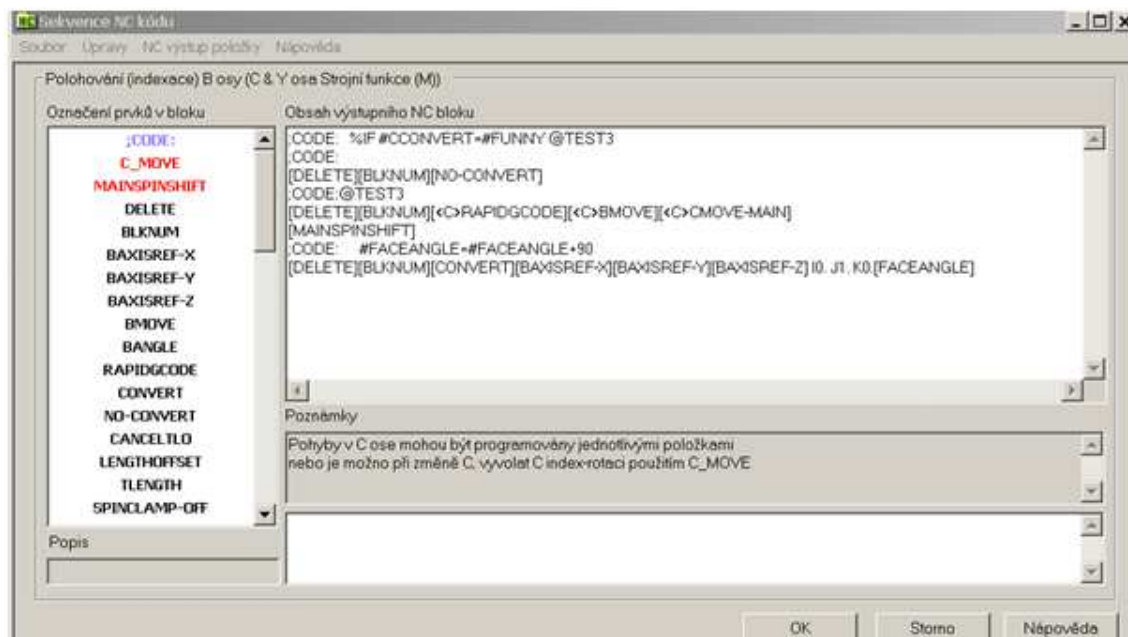 Sekvence NC kódu
Soubor Úpravy NC výstup položky Nápověda
Polohování (indexace) B osy (C & Y osa Strojní funkce (M))
Označení prvků v bloku
;CODE:
C_MOVE
MAINSPINSHIFT
DELETE
BLKNUM
BAXISREF-X
BAXISREF-Y
BAXISREF-Z
BMOVE
BANGLE
RAPIDGCODE
CONVERT
NO-CONVERT
CANCELTLO
LENGTHOFFSET
TLENGTH
SPINCLAMP-OFF
Popis
Obsah výstupního NC bloku
;CODE: %IF #CCONVERT=#FUNNY @TEST3
;CODE:
[DELETE][BLKNUM][NO-CONVERT]
;CODE:@TEST3
[DELETE][BLKNUM][<C>RAPIDGCODE][<C>BMOVE][<C>CMOVE-MAIN]
[MAINSPINSHIFT]
;CODE: #FACEANGLE=#FACEANGLE+90
[DELETE][BLKNUM][CONVERT][BAXISREF-X][BAXISREF-Y][BAXISREF-Z] I0. J1. K0.[FACEANGLE]
Poznámky
Pohyby v C ose mohou být programovány jednotlivými položkami
nebo je možno při změně C, vyvolat C index-rotaci použitím C_MOVE
OK Storno Nápověda